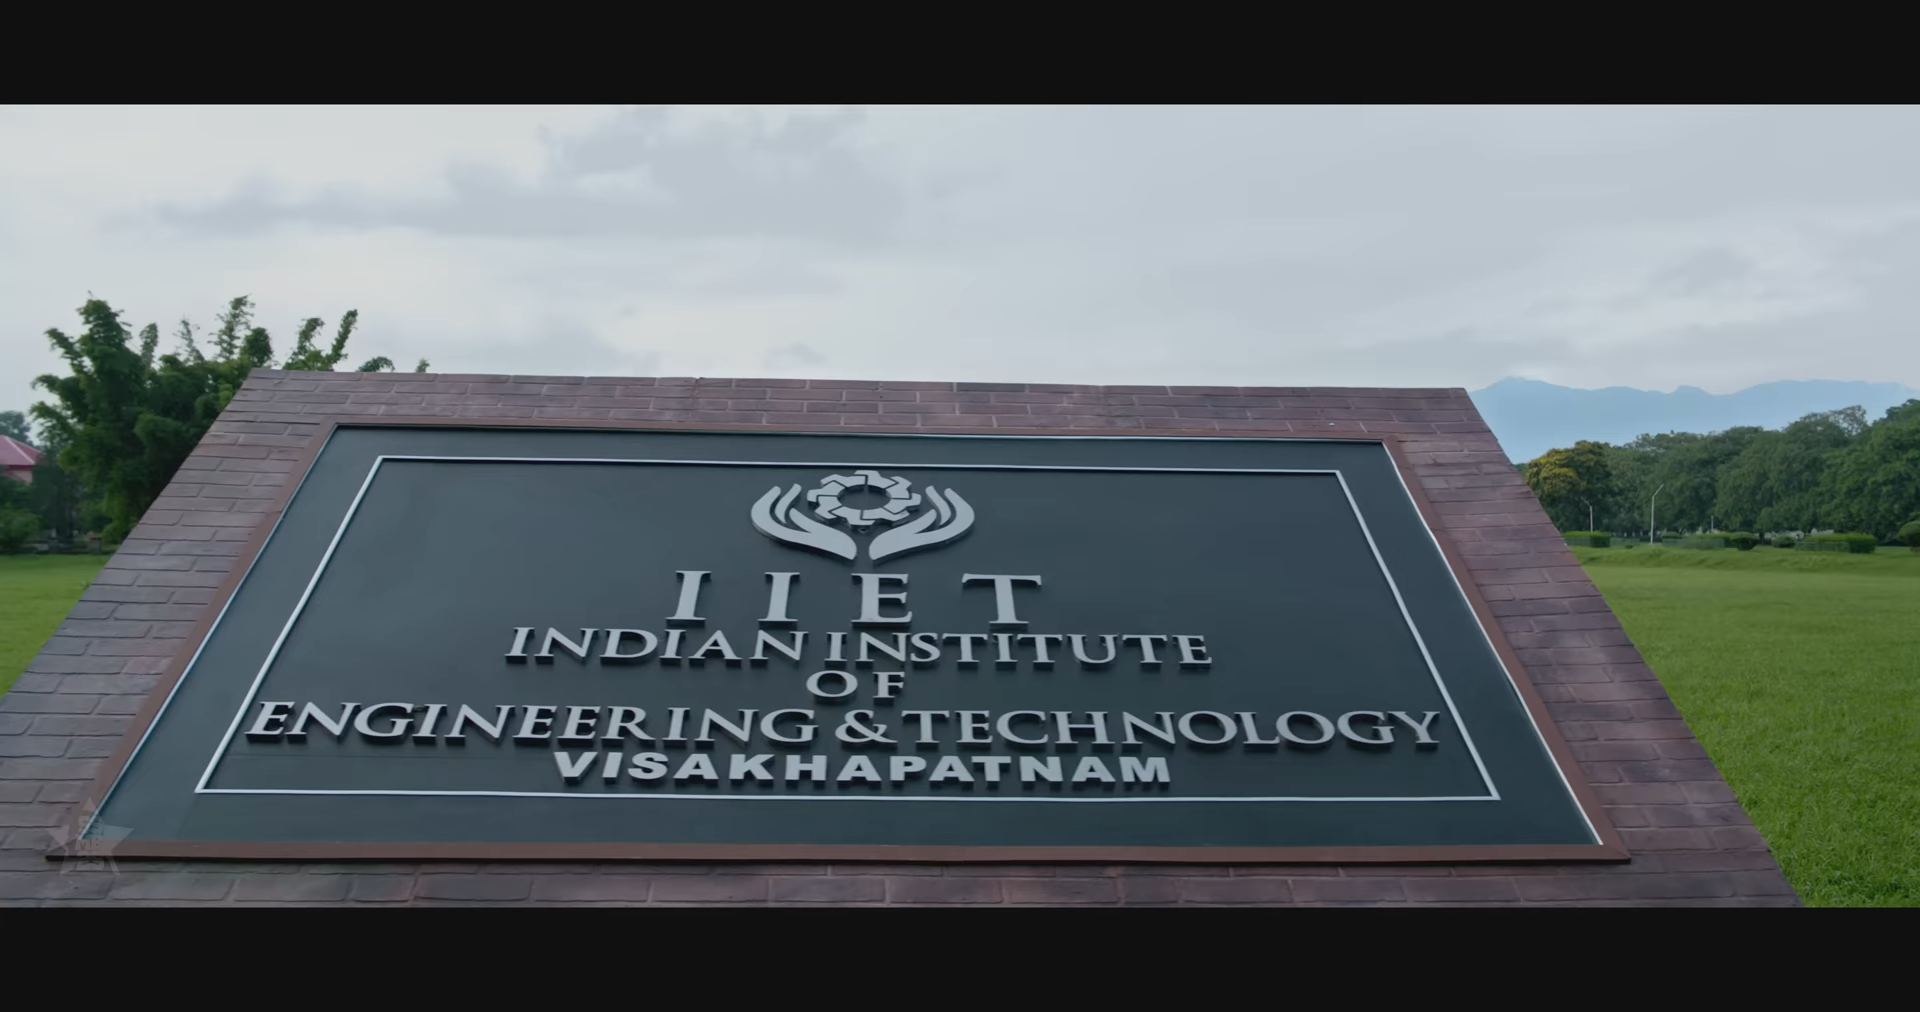 IIET
INDIAN INSTITUTE
OF
ENGINEERING & TECHNOLOGY
VISAKHAPATNAM